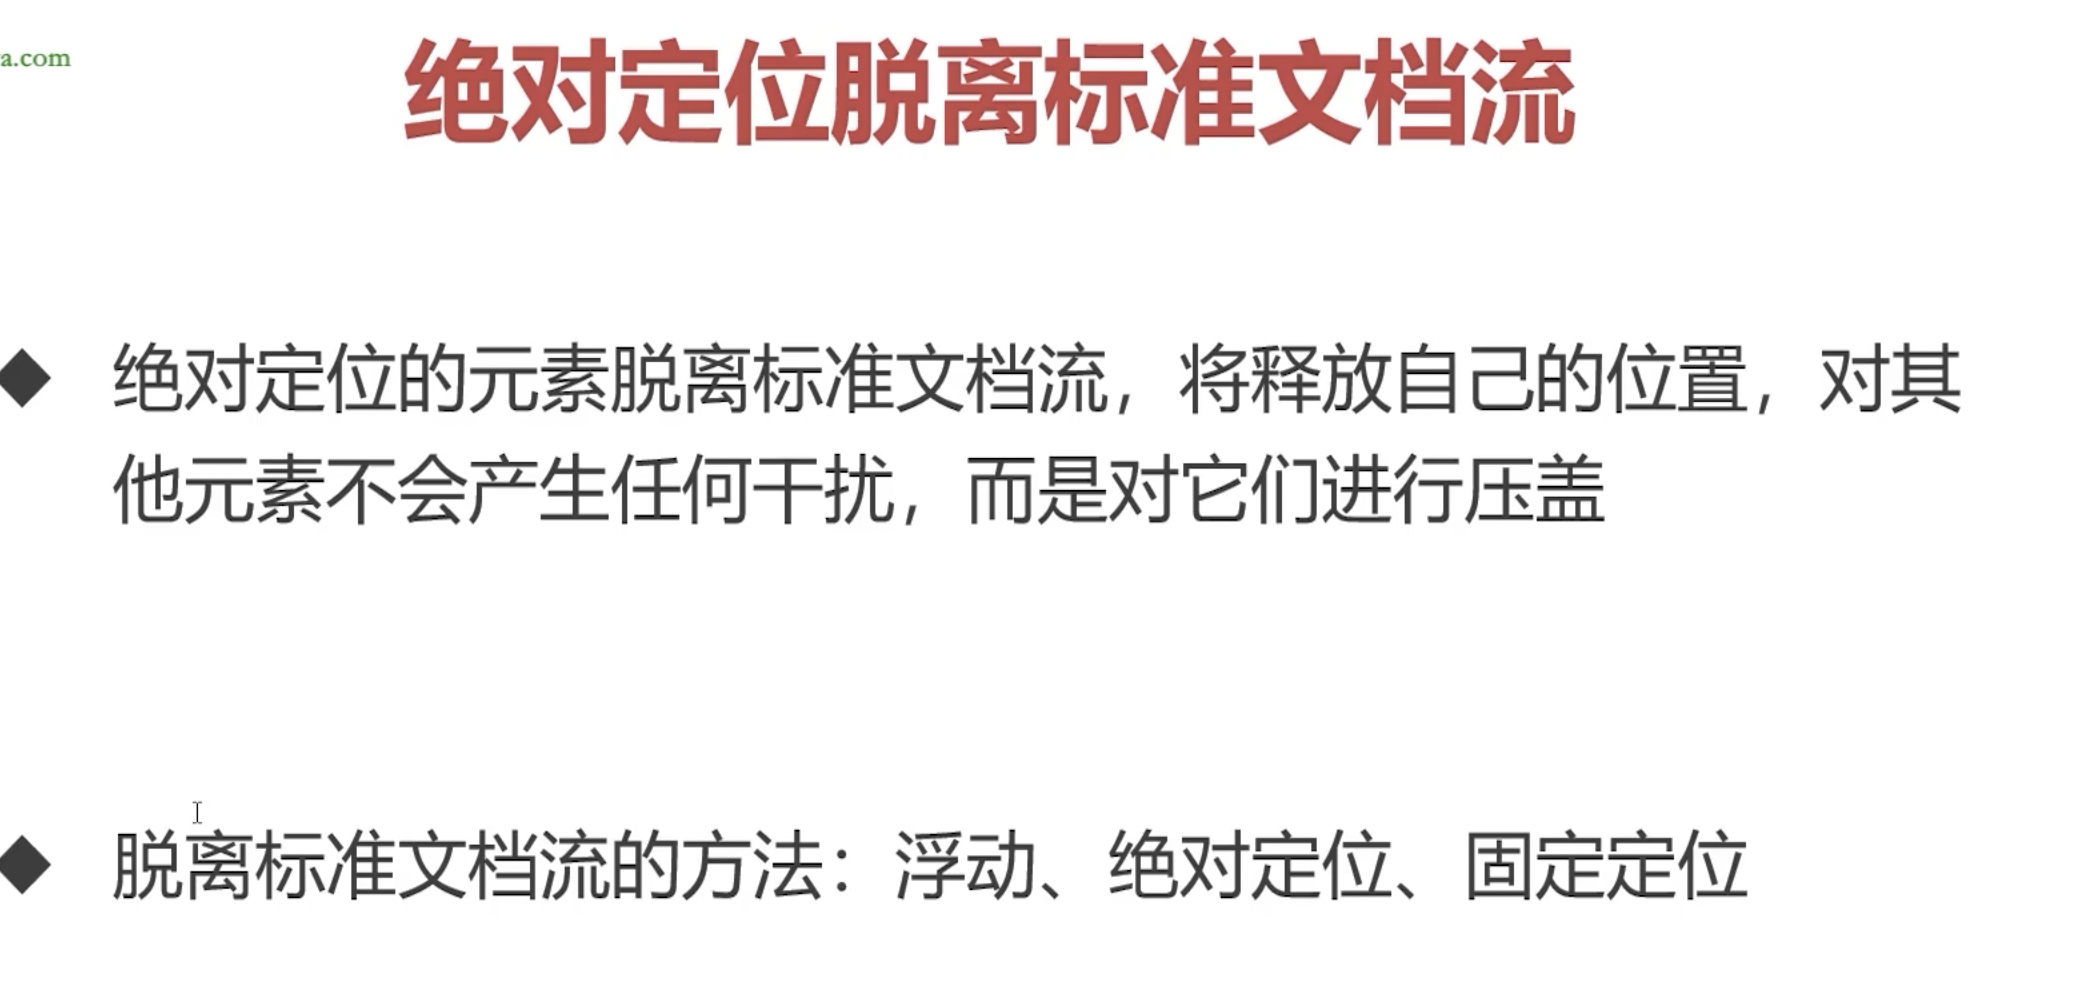 a.com
绝对定位脱离标准文档流
绝对定位的元素脱离标准文档流，将释放自己的位置，对其
他元素不会产生任何干扰，而是对它们进行压盖
脱离标准文档流的方法：浮动、绝对定位、固定定位